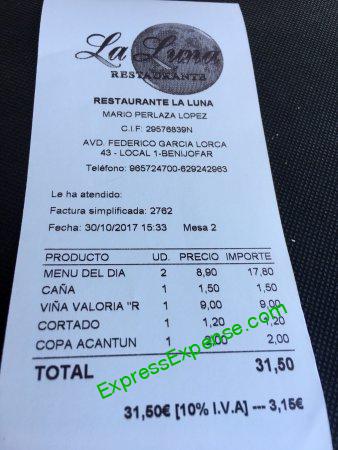 La Luna
RESTAURANTE
RESTAURANTE LA LUNA
MARIO PERLAZA LOPEZ
C.I.F: 29576839N
AVD. FEDERICO GARCIA LORCA
43 - LOCAL 1-BENIJOFAR
Teléfono: 965724700-629242963
Le ha atendido:
Factura simplificada: 2762
Fecha: 30/10/2017 15:33 Mesa 2
PRODUCTO UD. PRECIO IMPORTE
MENU DEL DIA 2 8,90 17,80
CAÑA 1 1,50 1,50
VIÑA VALORIA "R 1 9,00 9,00
CORTADO 1 1,20 1,20
COPA ACANTUN 1 2,00 2,00
TOTAL 31,50
31,50€ [10% I.V.A] --- 3,15€
ExpressExpense.com